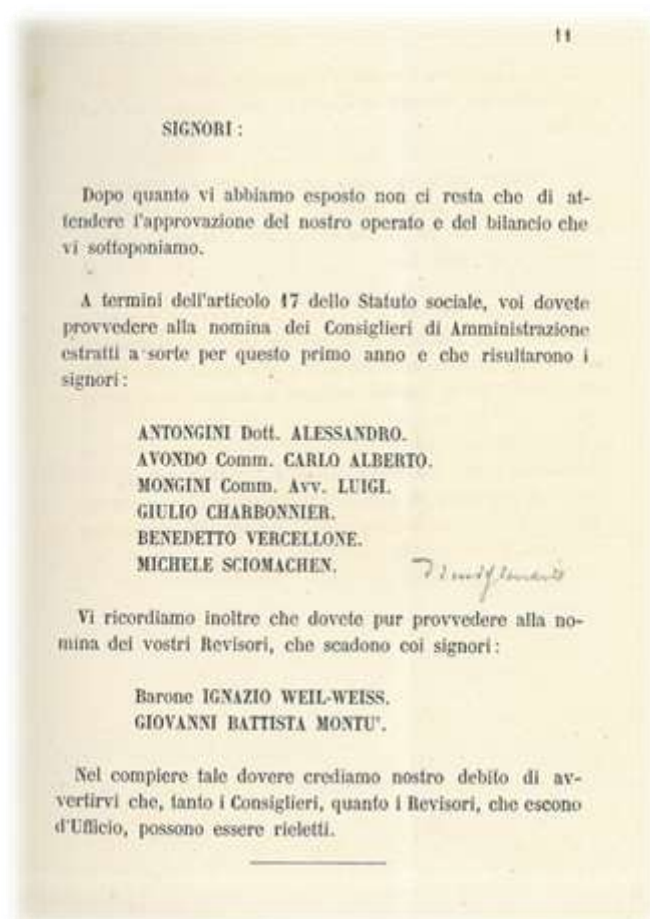 11
SIGNORI :
Dopo quanto vi abbiamo esposto non ci resta che di at-
tendere l'approvazione del nostro operato e del bilancio che
vi sottoponiamo.
A termini dell'articolo 17 dello Statuto sociale, voi dovete
provvedere alla nomina dei Consiglieri di Amministrazione
estratti a sorte per questo primo anno e che risultarono i
signori :
ANTONGINI Dott. ALESSANDRO.
AVONDO Comm. CARLO ALBERTO.
MONGINI Comm. Avv. LUIGI.
GIULIO CHARBONNIER.
BENEDETTO VERCELLONE.
MICHELE SCIOMACHEN.
Vi ricordiamo inoltre che dovete pur provvedere alla no-
mina dei vostri Revisori, che scadono coi signori :
Barone IGNAZIO WEIL-WEISS.
GIOVANNI BATTISTA MONTU'.
Nel compiere tale dovere crediamo nostro debito di av-
vertirvi che, tanto i Consiglieri, quanto i Revisori, che escono
d'Ufficio, possono essere rieletti.